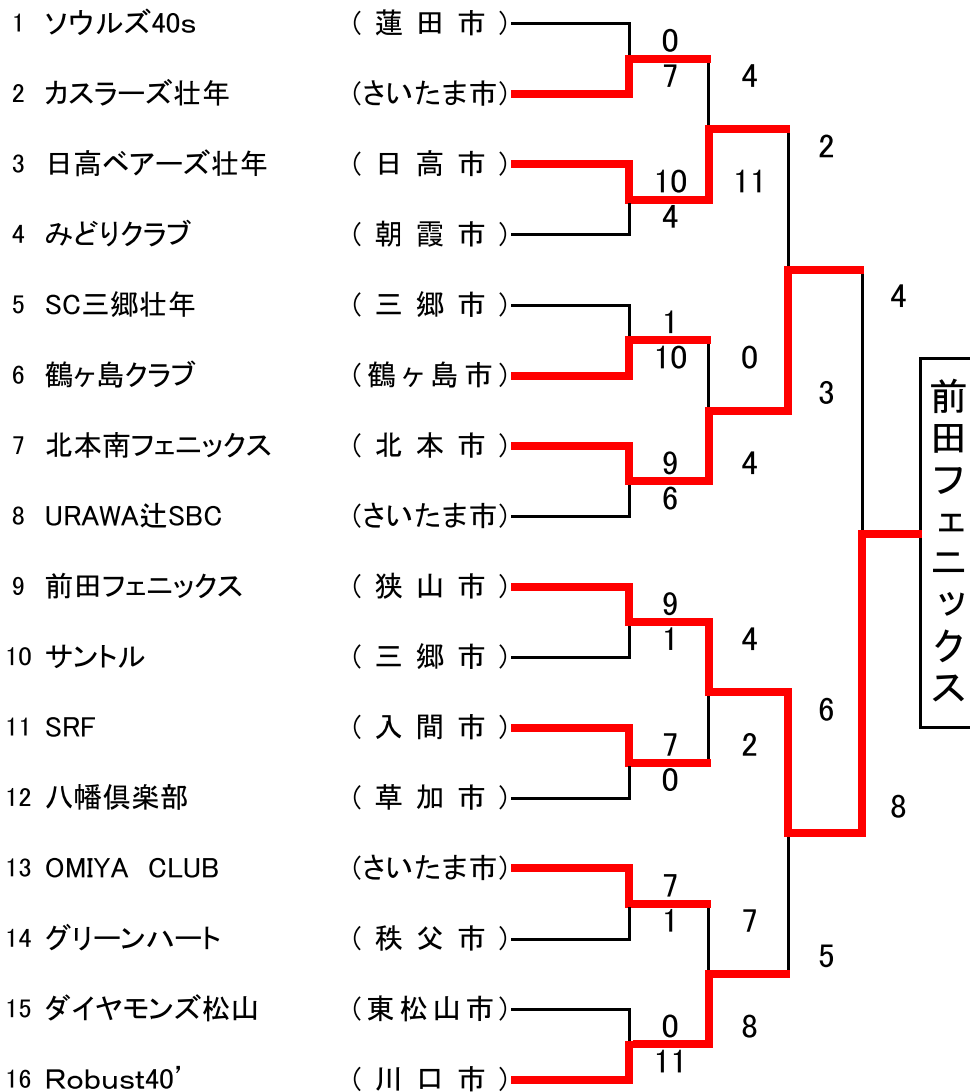 1 ソウルズ40s (蓮田市)
0
7
4
2 カスラーズ壮年 (さいたま市)
2
3 日高ベアーズ壮年 (日高市)
10
4
11
4 みどりクラブ (朝霞市)
5 SC三郷壮年 (三郷市)
4
1
10
0
6 鶴ヶ島クラブ (鶴ヶ島市)
3
7 北本南フェニックス (北本市)
9
6
4
8 URAWA辻SBC (さいたま市)
前田フェニックス
9 前田フェニックス (狭山市)
9
1
4
10 サントル (三郷市)
6
11 SRF (入間市)
7
0
2
12 八幡倶楽部 (草加市)
8
13 OMIYA CLUB (さいたま市)
7
1
7
14 グリーンハート (秩父市)
5
15 ダイヤモンズ松山 (東松山市)
0
11
8
16 Robust40' (川口市)